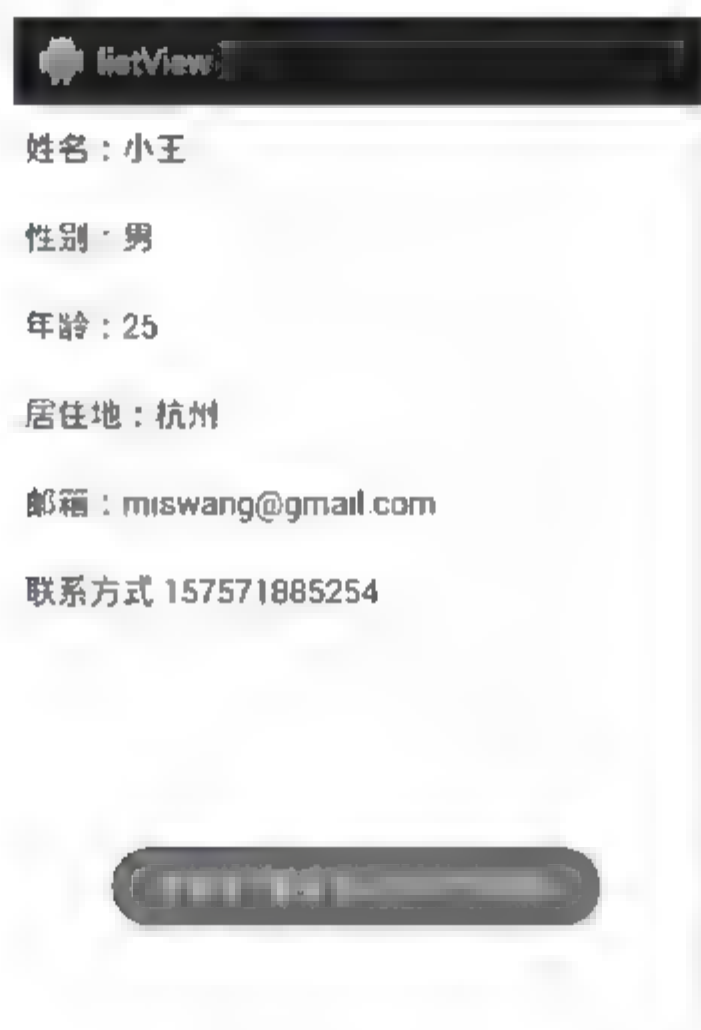 listView
姓名：小王
性别：男
年龄：25
居住地：杭州
邮箱：miswang@gmail.com
联系方式 157571885254